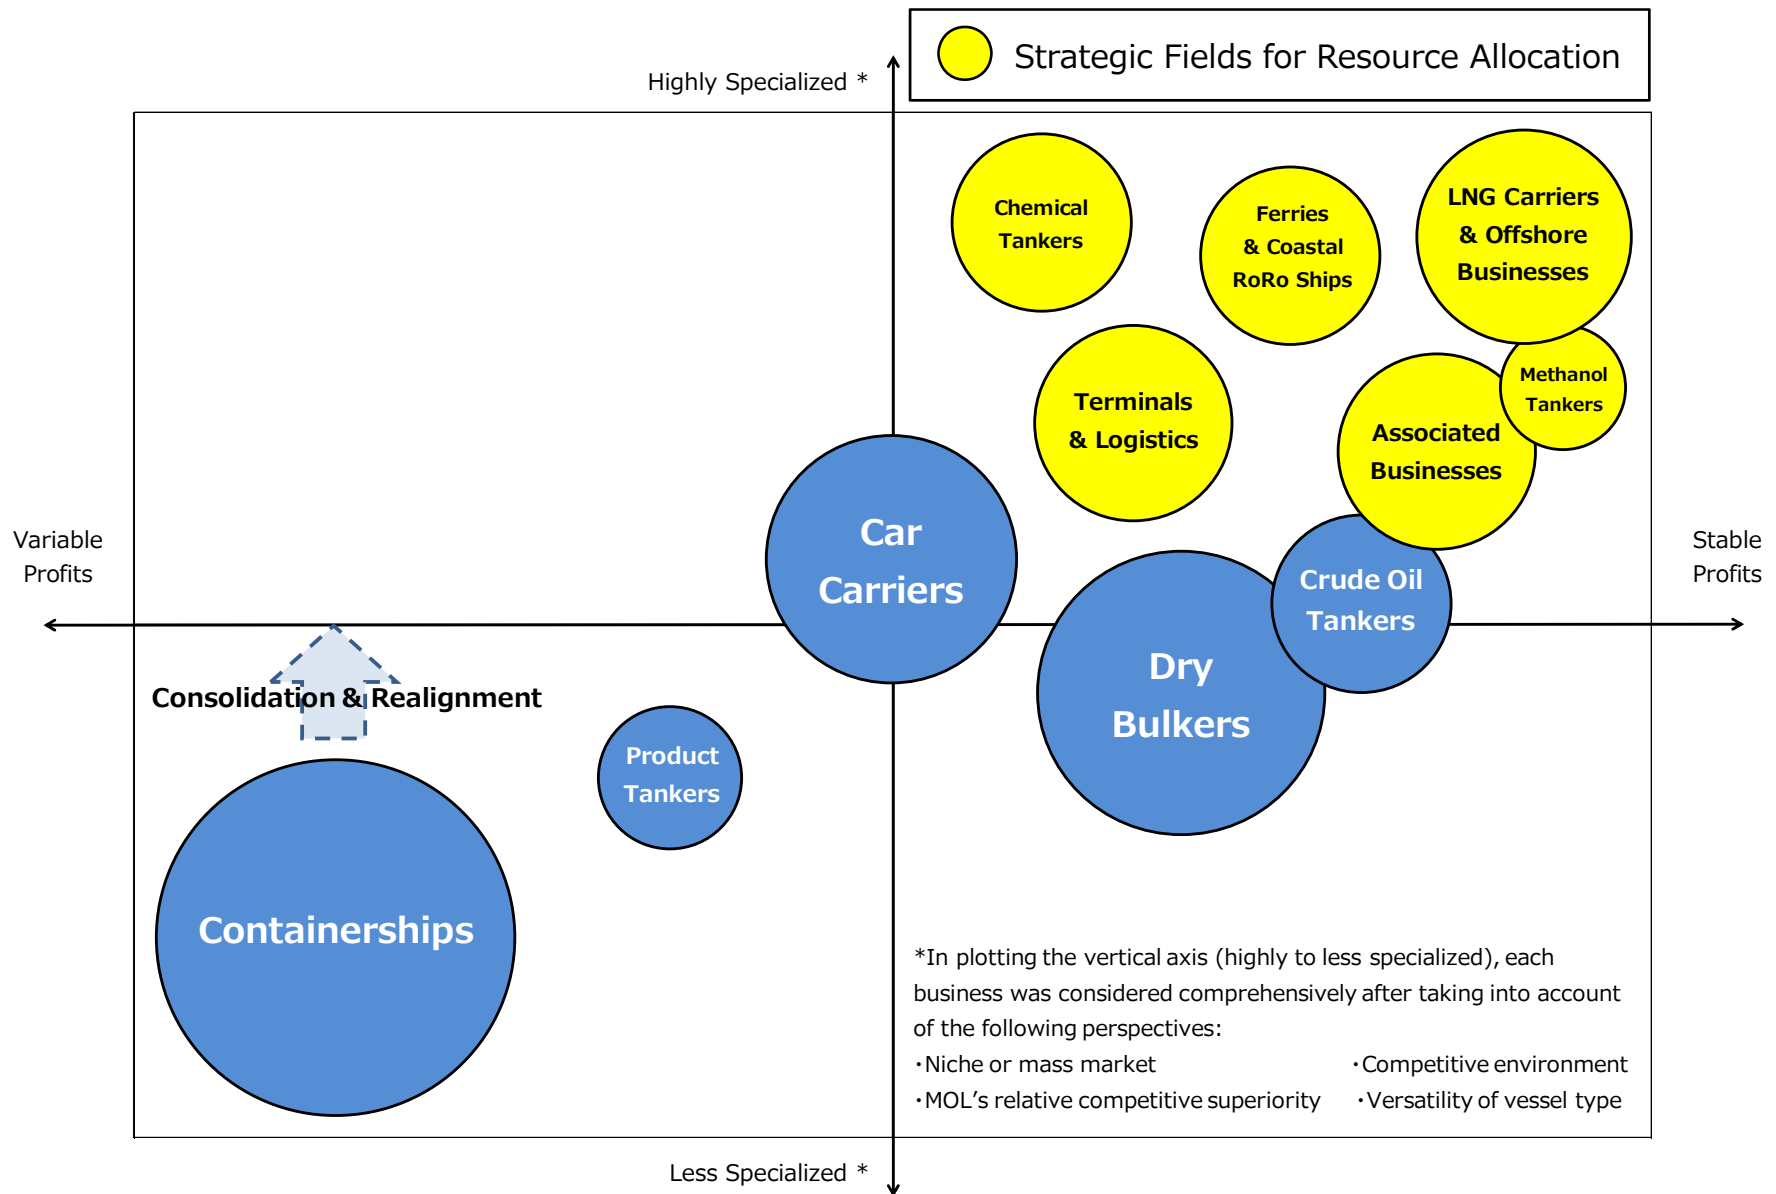 Strategic Fields for Resource Allocation
Highly Specialized *
Chemical
Tankers
Ferries
& Coastal
RoRo Ships
LNG Carriers
& Offshore
Businesses
Methanol
Tankers
Terminals
& Logistics
Associated
Businesses
Car
Carriers
Crude Oil
Tankers
Variable
Profits
Stable
Profits
Consolidation & Realignment
Dry
Bulkers
Product
Tankers
Containerships
*In plotting the vertical axis (highly to less specialized), each
business was considered comprehensively after taking into account
of the following perspectives:
・Niche or mass market ・Competitive environment
・MOL’s relative competitive superiority ・Versatility of vessel type
Less Specialized *